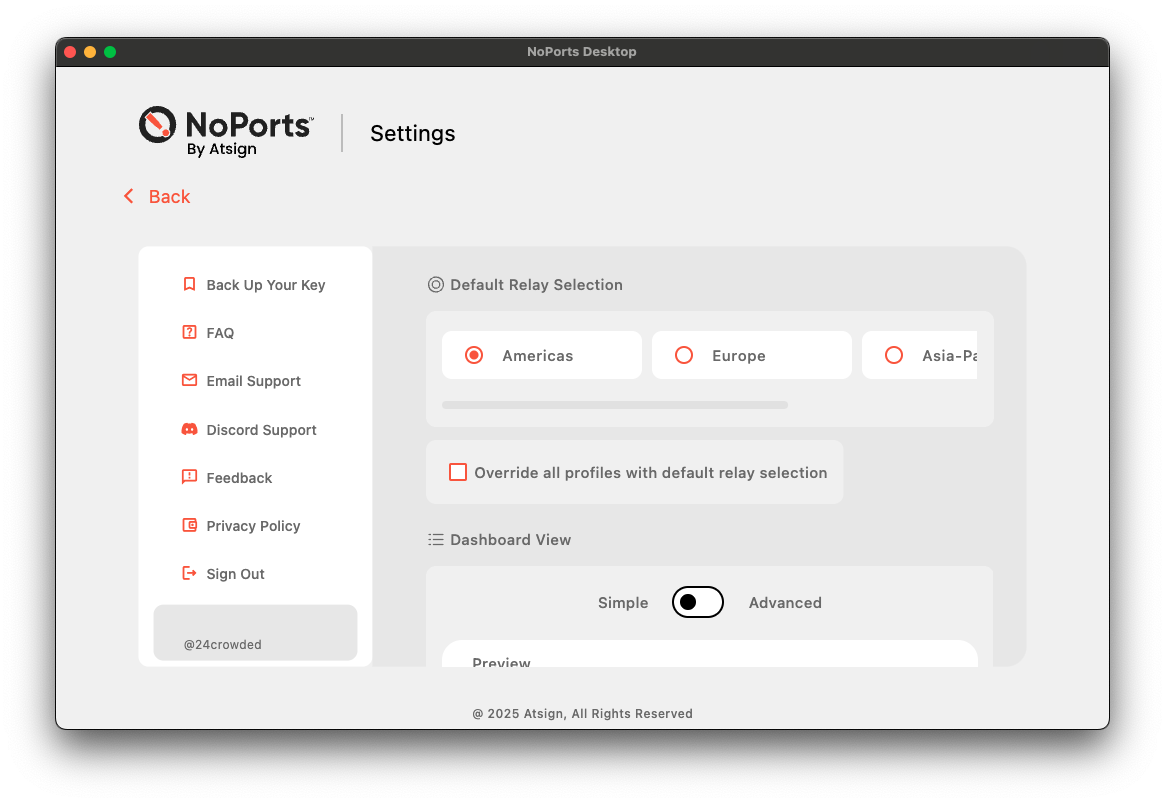 NoPorts Desktop
NoPorts™
By Atsign
Settings
Back
Back Up Your Key
FAQ
Email Support
Discord Support
Feedback
Privacy Policy
Sign Out
@24crowded
Default Relay Selection
Americas
Europe
Asia-Pa
Override all profiles with default relay selection
Dashboard View
Simple
Advanced
Preview
@ 2025 Atsign, All Rights Reserved